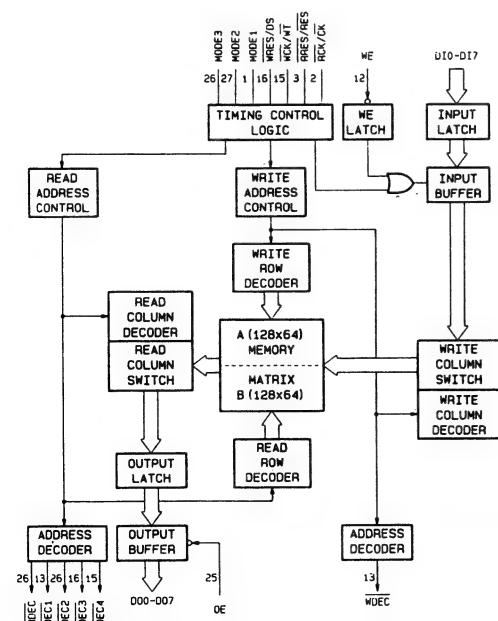 MODE3
MODE2
MODE1
WRES/DS
WCK/WT
RRES/RES
RCK/CK
WE
DI0-DI7
26
27
1
16
15
3
2
12
TIMING CONTROL
LOGIC
WE
LATCH
INPUT
LATCH
READ
ADDRESS
CONTROL
WRITE
ADDRESS
CONTROL
INPUT
BUFFER
WRITE
ROW
DECODER
READ
COLUMN
DECODER
READ
COLUMN
SWITCH
A (128x64)
MEMORY
MATRIX
B (128x64)
WRITE
COLUMN
SWITCH
WRITE
COLUMN
DECODER
OUTPUT
LATCH
READ
ROW
DECODER
ADDRESS
DECODER
OUTPUT
BUFFER
ADDRESS
DECODER
26
13
26
16
15
25
13
DO0-DO7
OE
WDEC